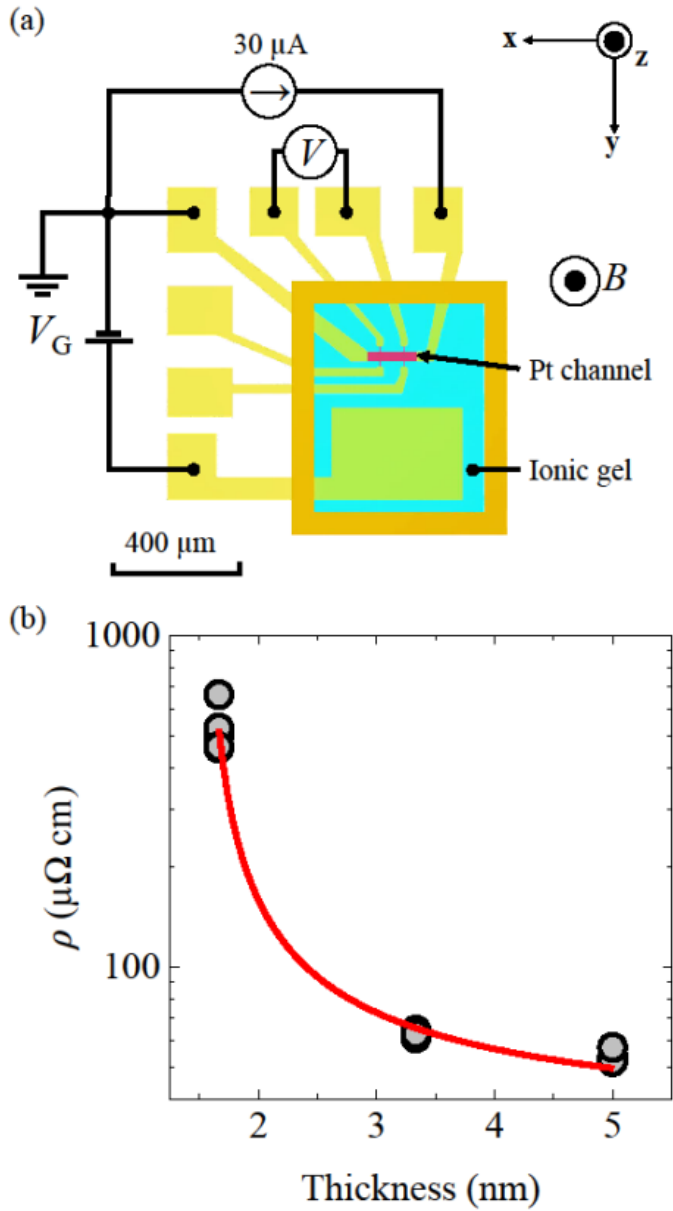 (a)
30 µA
x
z
y
V
B
V_G
Pt channel
Ionic gel
400 µm
(b)
1000
100
ρ (µΩ cm)
2 3 4 5
Thickness (nm)